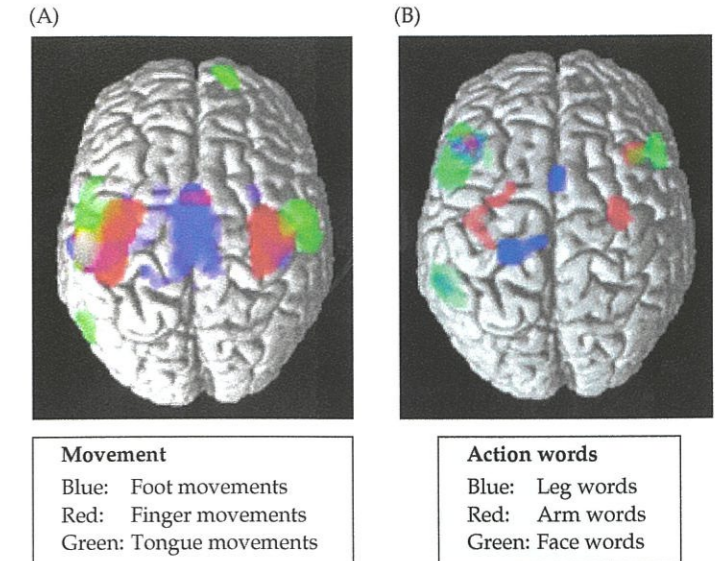 (A)
(B)
Movement
Blue: Foot movements
Red: Finger movements
Green: Tongue movements
Action words
Blue: Leg words
Red: Arm words
Green: Face words